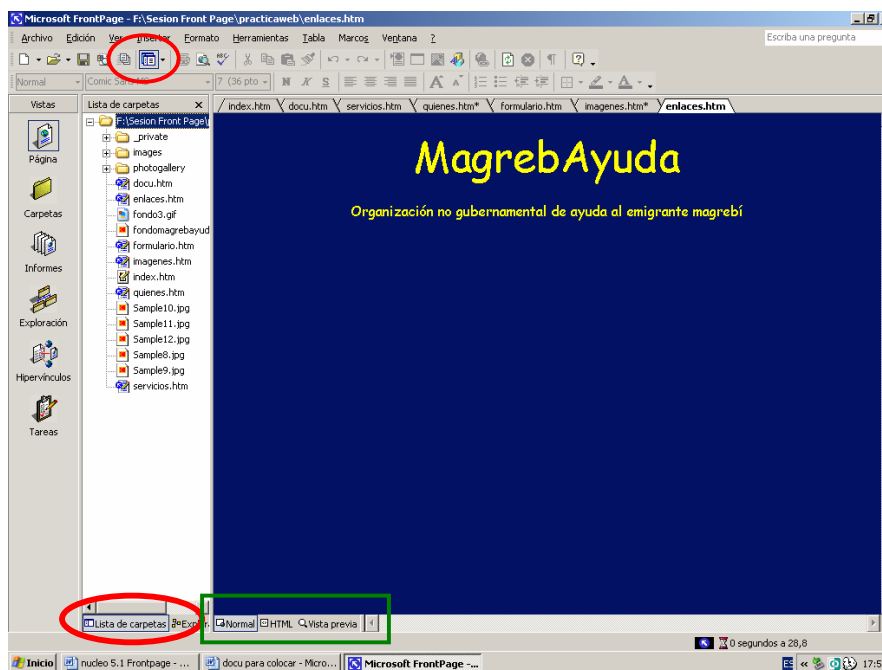 Microsoft FrontPage - F:\Sesion Front Page\practicaweb\enlaces.htm
Archivo Edición Ver Insertar Formato Herramientas Tabla Marcos Ventana ? Escriba una pregunta
Normal Comic Sans MS 7 (36 pto) N K S
Vistas
Página
Carpetas
Informes
Exploración
Hipervínculos
Tareas
Lista de carpetas x
F:\Sesion Front Page\
_private
images
photogallery
docu.htm
enlaces.htm
fondo3.gif
fondomagrebayud
formulario.htm
imagenes.htm
index.htm
quienes.htm
Sample10.jpg
Sample11.jpg
Sample12.jpg
Sample8.jpg
Sample9.jpg
servicios.htm
index.htm docu.htm servicios.htm quienes.htm* formulario.htm imagenes.htm* enlaces.htm
MagrebAyuda
Organización no gubernamental de ayuda al emigrante magrebí
Lista de carpetas Normal HTML Vista previa
0 segundos a 28,8
Inicio nucleo 5.1 Frontpage - ... docu para colocar - Micro... Microsoft FrontPage -... ES « 17:5